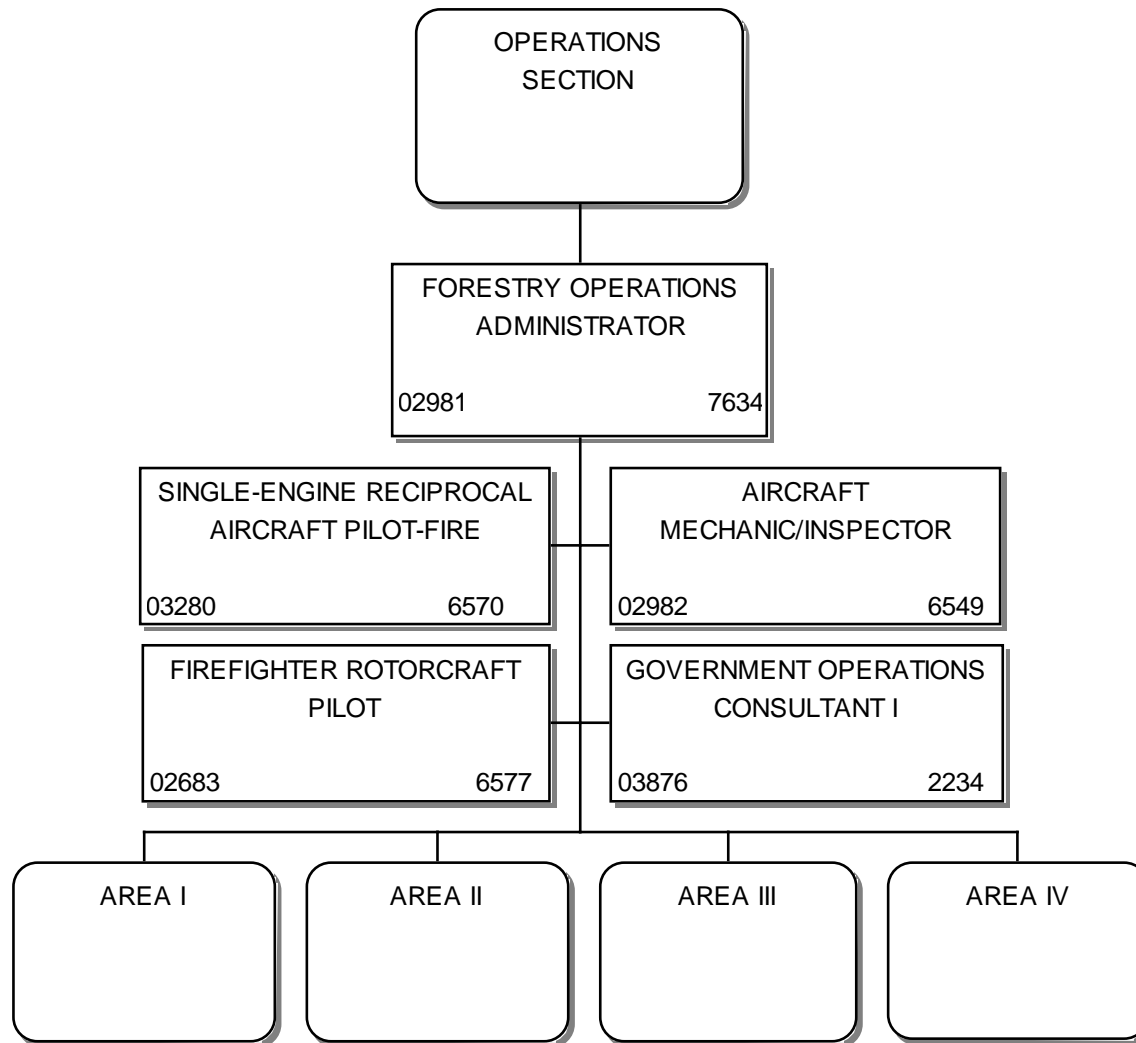 OPERATIONS
SECTION
FORESTRY OPERATIONS
ADMINISTRATOR
02981 7634
SINGLE-ENGINE RECIPROCAL
AIRCRAFT PILOT-FIRE
03280 6570
AIRCRAFT
MECHANIC/INSPECTOR
02982 6549
FIREFIGHTER ROTORCRAFT
PILOT
02683 6577
GOVERNMENT OPERATIONS
CONSULTANT I
03876 2234
AREA I
AREA II
AREA III
AREA IV